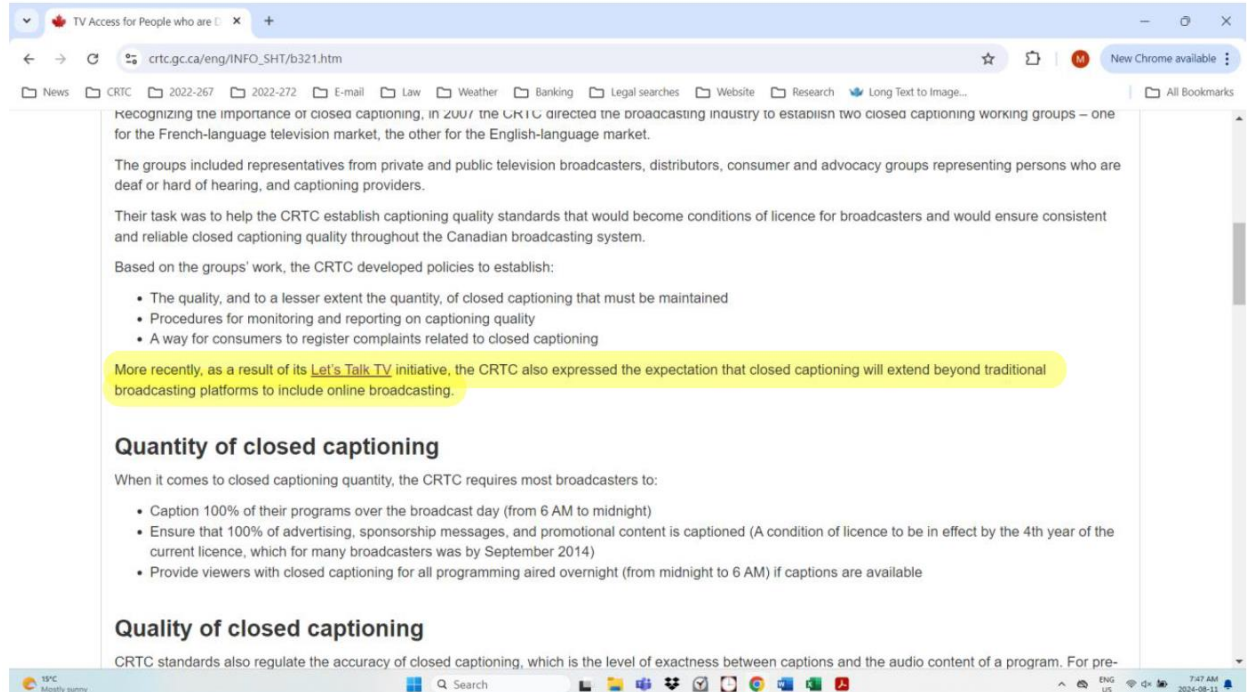 TV Access for People who are D
crtc.gc.ca/eng/INFO_SHT/b321.htm
M
New Chrome available
News CRTC 2022-267 2022-272 E-mail Law Weather Banking Legal searches Website Research Long Text to Image... All Bookmarks
Recognizing the importance of closed captioning, in 2007 the CRTC directed the broadcasting industry to establish two closed captioning working groups – one
for the French-language television market, the other for the English-language market.
The groups included representatives from private and public television broadcasters, distributors, consumer and advocacy groups representing persons who are
deaf or hard of hearing, and captioning providers.
Their task was to help the CRTC establish captioning quality standards that would become conditions of licence for broadcasters and would ensure consistent
and reliable closed captioning quality throughout the Canadian broadcasting system.
Based on the groups' work, the CRTC developed policies to establish:
• The quality, and to a lesser extent the quantity, of closed captioning that must be maintained
• Procedures for monitoring and reporting on captioning quality
• A way for consumers to register complaints related to closed captioning
More recently, as a result of its Let's Talk TV initiative, the CRTC also expressed the expectation that closed captioning will extend beyond traditional
broadcasting platforms to include online broadcasting.
Quantity of closed captioning
When it comes to closed captioning quantity, the CRTC requires most broadcasters to:
• Caption 100% of their programs over the broadcast day (from 6 AM to midnight)
• Ensure that 100% of advertising, sponsorship messages, and promotional content is captioned (A condition of licence to be in effect by the 4th year of the
current licence, which for many broadcasters was by September 2014)
• Provide viewers with closed captioning for all programming aired overnight (from midnight to 6 AM) if captions are available
Quality of closed captioning
CRTC standards also regulate the accuracy of closed captioning, which is the level of exactness between captions and the audio content of a program. For pre-
15°C
Mostly sunny
Search
ENG
US
7:47 AM
2024-08-11